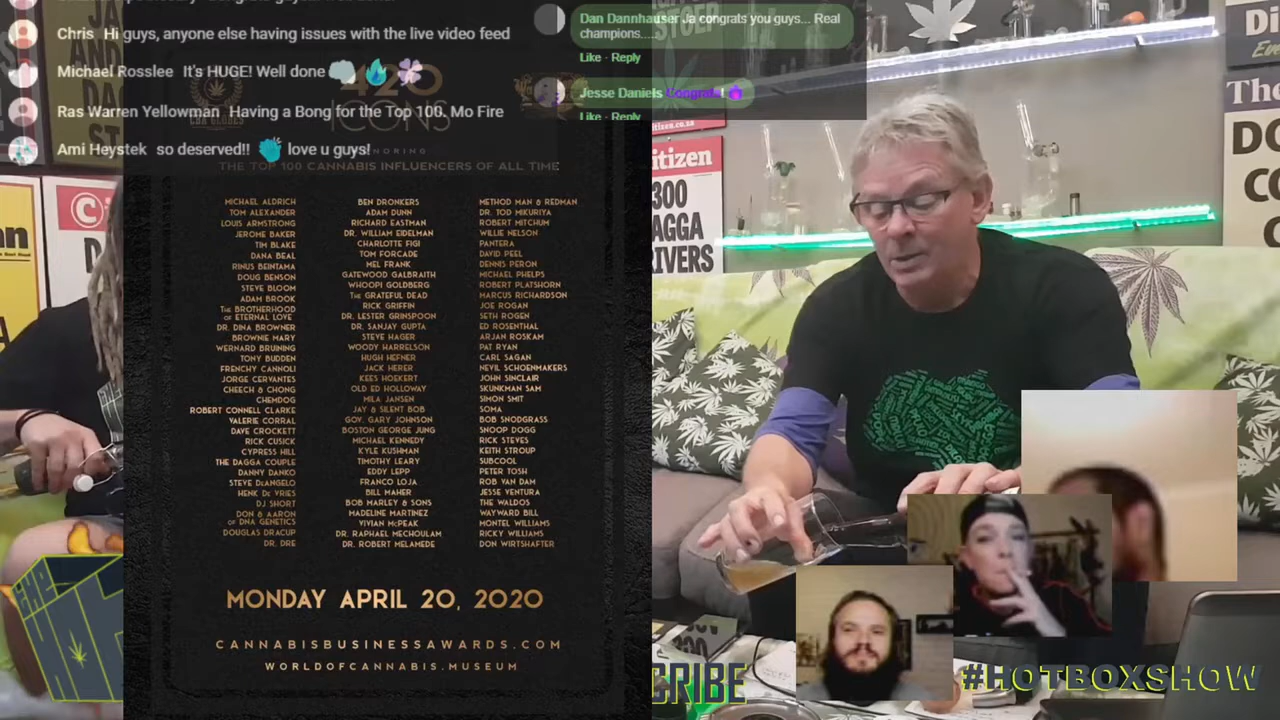 Chris Hi guys, anyone else having issues with the live video feed
Michael Rosslee It's HUGE! Well done
Ras Warren Yellowman Having a Bong for the Top 100. Mo Fire
Ami Heystek so deserved!! love u guys!
Dan Dannhauser Ja congrats you guys... Real
champions....
Like · Reply
Jesse Daniels Congrats!
Like · Reply
420
ICONS
HONORING
THE TOP 100 CANNABIS INFLUENCERS OF ALL TIME
MICHAEL ALDRICH
TOM ALEXANDER
LOUIS ARMSTRONG
JEROME BAKER
TIM BLAKE
DANA BEAL
RINUS BEINTAMA
DOUG BENSON
STEVE BLOOM
ADAM BROOK
THE BROTHERHOOD
OF ETERNAL LOVE
DR. DINA BROWNER
BROWNIE MARY
WERNARD BRUINING
TONY BUDDEN
FRENCHY CANNOLI
JORGE CERVANTES
CHEECH & CHONG
CHEMDOG
ROBERT CONNELL CLARKE
VALERIE CORRAL
DAVE CROCKETT
RICK CUSICK
CYPRESS HILL
THE DAGGA COUPLE
DANNY DANKO
STEVE DEANGELO
HENK DE VRIES
DJ SHORT
DON & AARON
OF DNA GENETICS
DOUGLAS DRACUP
DR. DRE
BEN DRONKERS
ADAM DUNN
RICHARD EASTMAN
DR. WILLIAM EIDELMAN
CHARLOTTE FIGI
TOM FORCADE
MEL FRANK
GATEWOOD GALBRAITH
WHOOPI GOLDBERG
THE GRATEFUL DEAD
RICK GRIFFIN
DR. LESTER GRINSPOON
DR. SANJAY GUPTA
STEVE HAGER
WOODY HARRELSON
HUGH HEFNER
JACK HERER
KEES HOEKERT
OLD ED HOLLOWAY
MILA JANSEN
JAY & SILENT BOB
GOV. GARY JOHNSON
BOSTON GEORGE JUNG
MICHAEL KENNEDY
KYLE KUSHMAN
TIMOTHY LEARY
EDDY LEPP
FRANCO LOJA
BILL MAHER
BOB MARLEY & SONS
MADELINE MARTINEZ
VIVIAN McPEAK
DR. RAPHAEL MECHOULAM
DR. ROBERT MELAMEDE
METHOD MAN & REDMAN
DR. TOD MIKURIYA
ROBERT MITCHUM
WILLIE NELSON
PANTERA
DAVID PEEL
DENNIS PERON
MICHAEL PHELPS
ROBERT PLATSHORN
MARCUS RICHARDSON
JOE ROGAN
SETH ROGEN
ED ROSENTHAL
ARJAN ROSKAM
PAT RYAN
CARL SAGAN
NEVIL SCHOENMAKERS
JOHN SINCLAIR
SKUNKMAN SAM
SIMON SMIT
SOMA
BOB SNODGRASS
SNOOP DOGG
RICK STEVES
KEITH STROUP
SUBCOOL
PETER TOSH
ROB VAN DAM
JESSE VENTURA
THE WALDOS
WAYWARD BILL
MONTEL WILLIAMS
RICKY WILLIAMS
DON WIRTSHAFTER
MONDAY APRIL 20, 2020
CANNABISBUSINESSAWARDS.COM
WORLDOFCANNABIS.MUSEUM
itizen.co.za
itizen
300
AGGA
RIVERS
Di
The
DO
CO
THE
CRIBE
#HOTBOXSHOW